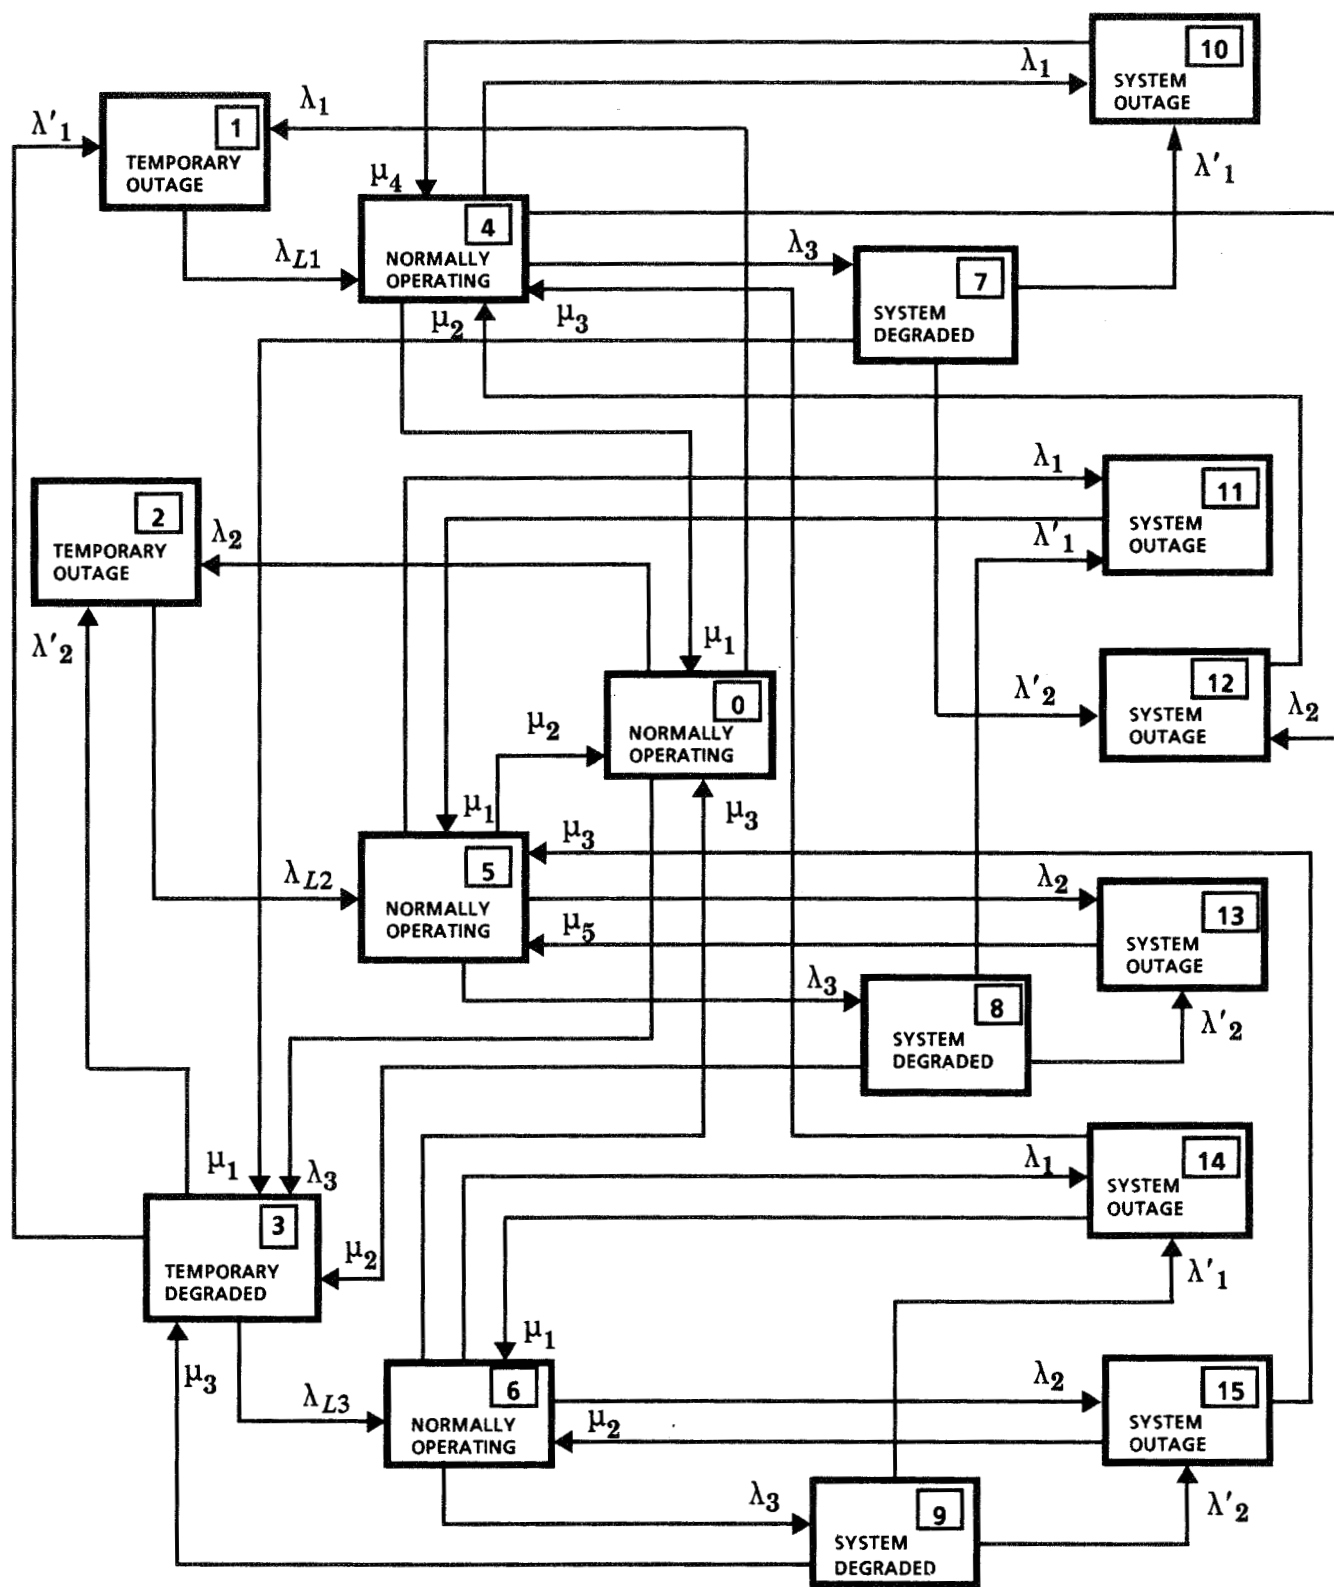 10
SYSTEM
OUTAGE
λ1
λ'1
λ1
1
TEMPORARY
OUTAGE
λ'1
μ4
4
NORMALLY
OPERATING
λL1
λ3
7
SYSTEM
DEGRADED
μ2
μ3
λ1
11
SYSTEM
OUTAGE
λ'1
2
TEMPORARY
OUTAGE
λ2
λ'2
μ1
0
NORMALLY
OPERATING
λ'2
12
SYSTEM
OUTAGE
λ2
μ2
μ1
μ3
μ3
5
NORMALLY
OPERATING
λL2
λ2
μ5
13
SYSTEM
OUTAGE
λ3
8
SYSTEM
DEGRADED
λ'2
μ1
λ3
λ1
14
SYSTEM
OUTAGE
3
TEMPORARY
DEGRADED
μ2
λ'1
μ1
μ3
λL3
6
NORMALLY
OPERATING
λ2
μ2
15
SYSTEM
OUTAGE
λ3
9
SYSTEM
DEGRADED
λ'2